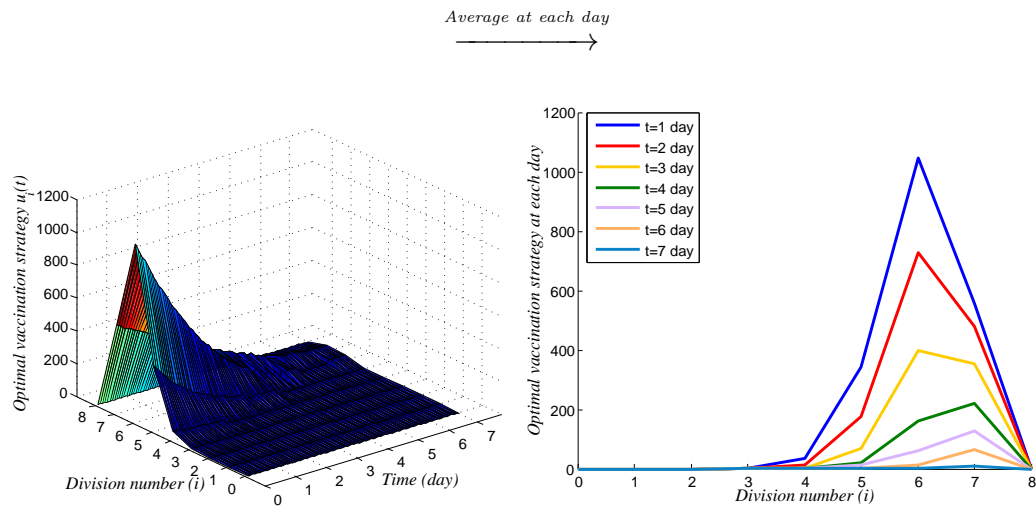 Average at each day
Optimal vaccination strategy u_i(t)
1200
1000
800
600
400
200
0
8
7
6
5
4
3
2
1
0
Division number (i)
0
1
2
3
4
5
6
7
Time (day)
Optimal vaccination strategy at each day
1200
1000
800
600
400
200
0
t=1 day
t=2 day
t=3 day
t=4 day
t=5 day
t=6 day
t=7 day
0 1 2 3 4 5 6 7 8
Division number (i)